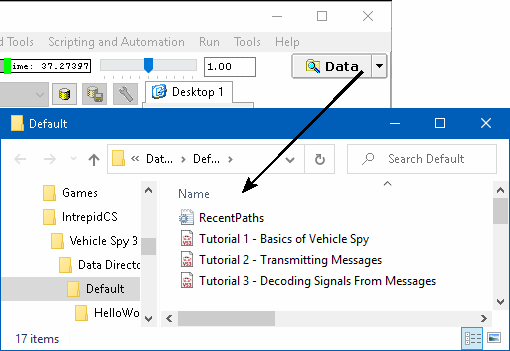 d Tools Scripting and Automation Run Tools Help
ime: 37.27397 1.00 Data
Desktop 1
Default
« Dat... > Def... > Search Default
Name
Games
IntrepidCS
Vehicle Spy 3
Data Directo
Default
HelloWo
RecentPaths
Tutorial 1 - Basics of Vehicle Spy
Tutorial 2 - Transmitting Messages
Tutorial 3 - Decoding Signals From Messages
17 items